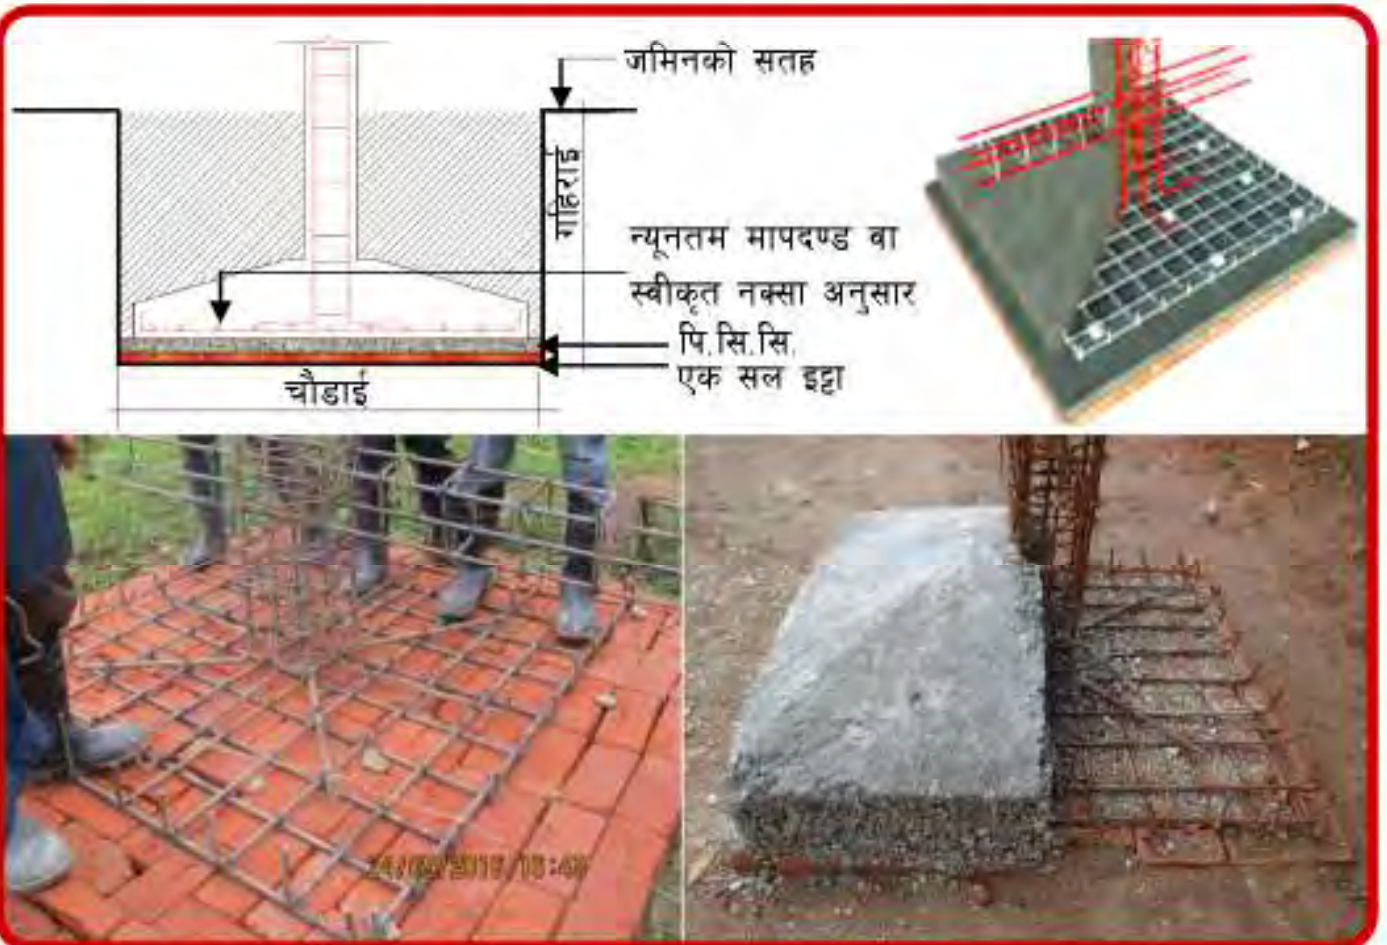 जमिनको सतह
गहिराई
न्यूनतम मापदण्ड वा
स्वीकृत नक्सा अनुसार
पि.सि.सि.
एक सल इट्टा
चौडाई